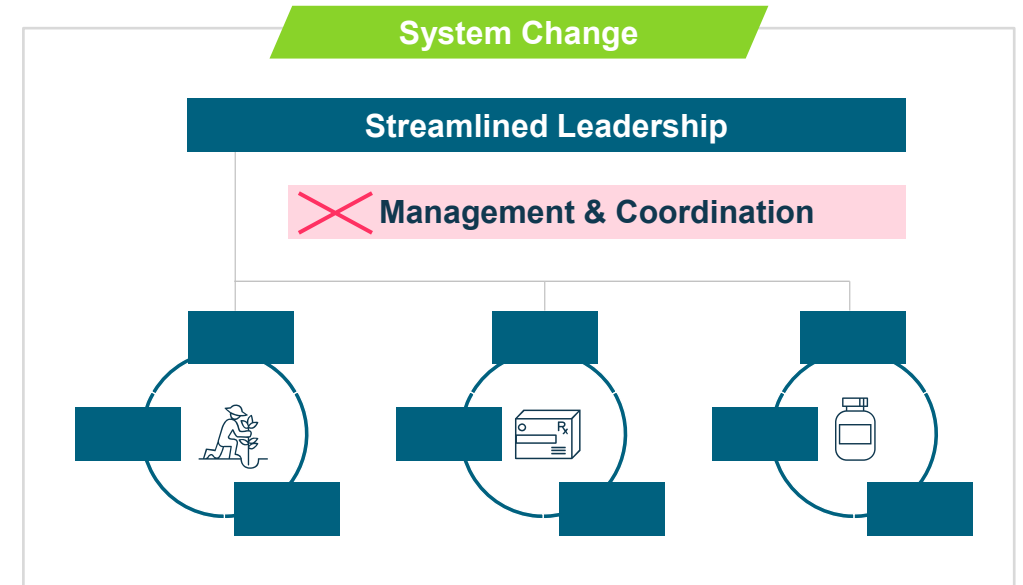 System Change
Streamlined Leadership
Management & Coordination
Rx